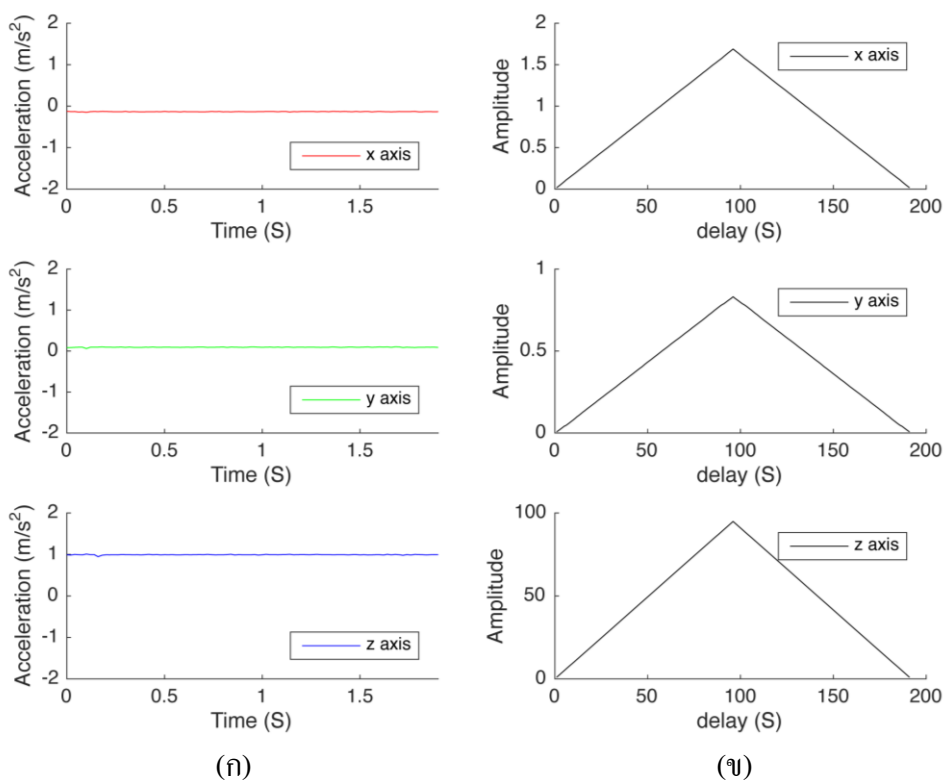 Acceleration (m/s²)
2
1
0
-1
-2
x axis
0 0.5 1 1.5
Time (S)
Amplitude
2
1.5
1
0.5
0
x axis
0 50 100 150 200
delay (S)
Acceleration (m/s²)
2
1
0
-1
-2
y axis
0 0.5 1 1.5
Time (S)
Amplitude
1
0.5
0
y axis
0 50 100 150 200
delay (S)
Acceleration (m/s²)
2
1
0
-1
-2
z axis
0 0.5 1 1.5
Time (S)
Amplitude
100
50
0
z axis
0 50 100 150 200
delay (S)
(ก) (ข)